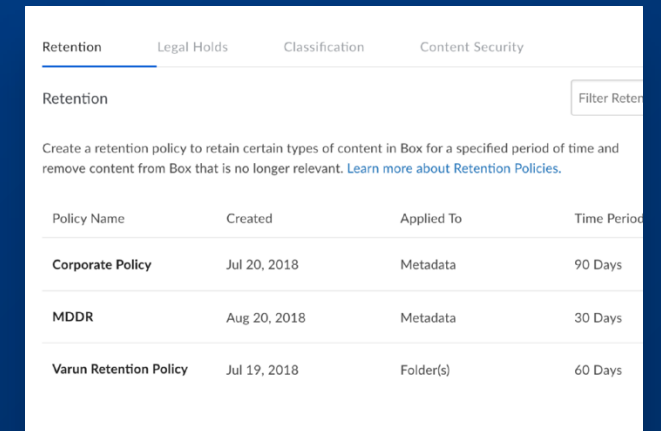 Retention Legal Holds Classification Content Security
Retention Filter Reten
Create a retention policy to retain certain types of content in Box for a specified period of time and
remove content from Box that is no longer relevant. Learn more about Retention Policies.
Policy Name Created Applied To Time Period
Corporate Policy Jul 20, 2018 Metadata 90 Days
MDDR Aug 20, 2018 Metadata 30 Days
Varun Retention Policy Jul 19, 2018 Folder(s) 60 Days